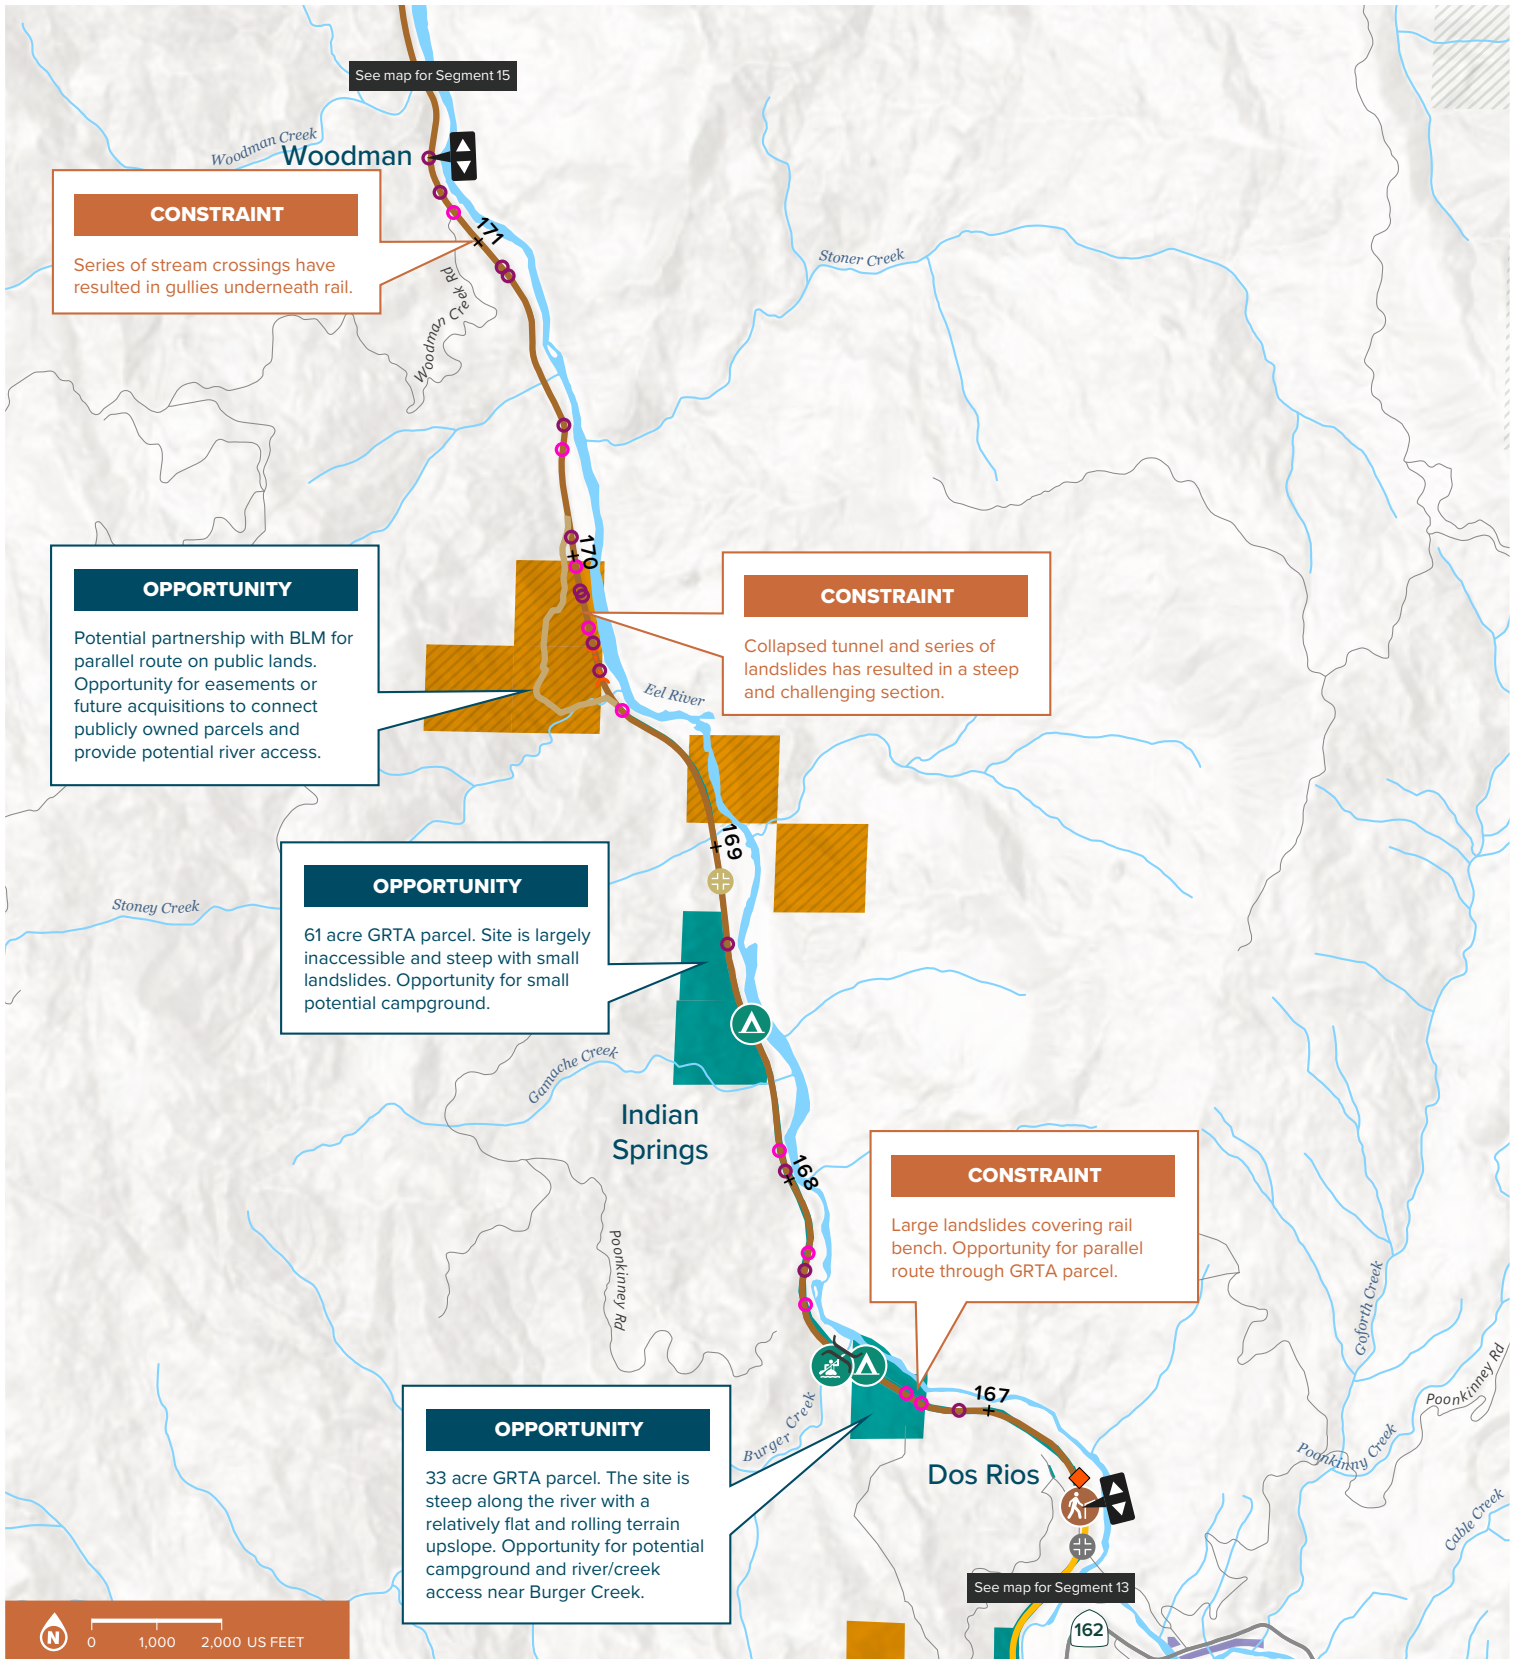 See map for Segment 15
Woodman Creek
Woodman
CONSTRAINT
Series of stream crossings have
resulted in gullies underneath rail.
171
Woodman Creek Rd
Stoner Creek
170
OPPORTUNITY
Potential partnership with BLM for
parallel route on public lands.
Opportunity for easements or
future acquisitions to connect
publicly owned parcels and
provide potential river access.
CONSTRAINT
Collapsed tunnel and series of
landslides has resulted in a steep
and challenging section.
Eel River
169
OPPORTUNITY
61 acre GRTA parcel. Site is largely
inaccessible and steep with small
landslides. Opportunity for small
potential campground.
Stoney Creek
Gamache Creek
Indian
Springs
168
CONSTRAINT
Large landslides covering rail
bench. Opportunity for parallel
route through GRTA parcel.
Poonkinney Rd
Goforth Creek
Poonkinney Rd
167
OPPORTUNITY
33 acre GRTA parcel. The site is
steep along the river with a
relatively flat and rolling terrain
upslope. Opportunity for potential
campground and river/creek
access near Burger Creek.
Burger Creek
Dos Rios
Poonkinny Creek
Cable Creek
See map for Segment 13
162
N
0 1,000 2,000 US FEET